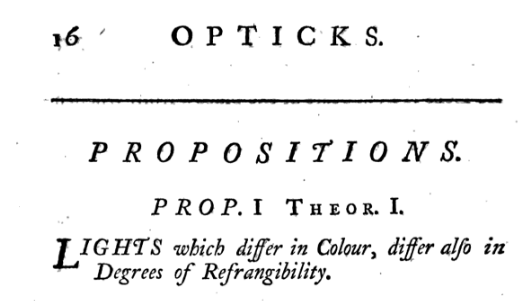 16 OPTICKS.
PROPOSITIONS.
PROP. I THEOR. I.
LIGHTS which differ in Colour, differ alſo in
Degrees of Refrangibility.